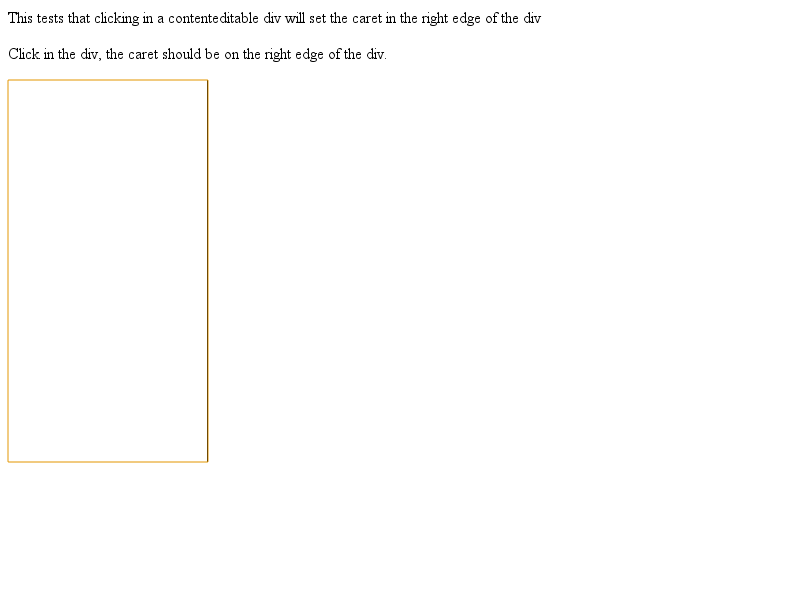 This tests that clicking in a contenteditable div will set the caret in the right edge of the div
Click in the div, the caret should be on the right edge of the div.